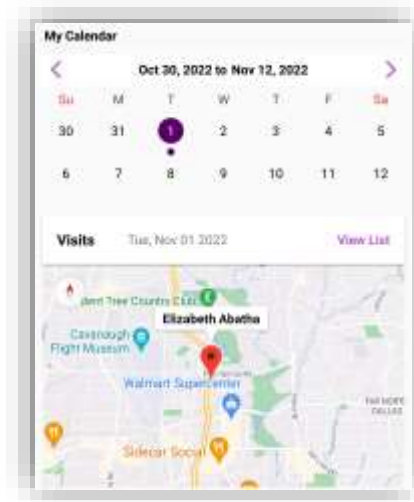 My Calendar
Oct 30, 2022 to Nov 12, 2022
Su M T W T F Sa
30 31 1 2 3 4 5
6 7 8 9 10 11 12
Visits Tue, Nov 01 2022 View List
Bent Tree Country Club
Elizabeth Abatha
Cavanaugh
Flight Museum
Walmart Supercenter
Sidecar Social